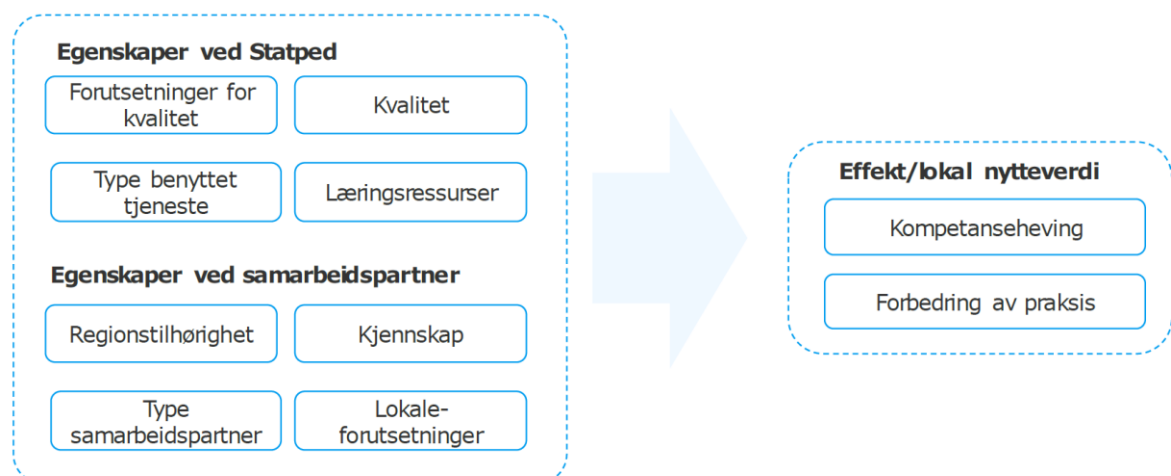 Egenskaper ved Statped
Forutsetninger for
kvalitet
Kvalitet
Type benyttet
tjeneste
Læringsressurser
Egenskaper ved samarbeidspartner
Regionstilhørighet
Kjennskap
Type
samarbeidspartner
Lokale-
forutsetninger
Effekt/lokal nytteverdi
Kompetanseheving
Forbedring av praksis